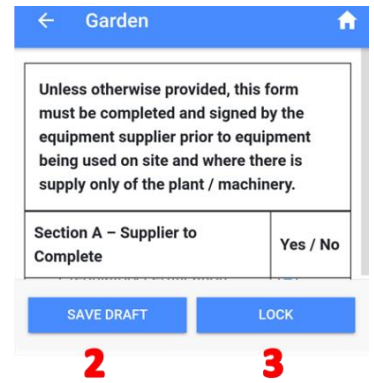 Garden
Unless otherwise provided, this form
must be completed and signed by the
equipment supplier prior to equipment
being used on site and where there is
supply only of the plant / machinery.
Section A – Supplier to
Complete
Yes / No
SAVE DRAFT
LOCK
2
3